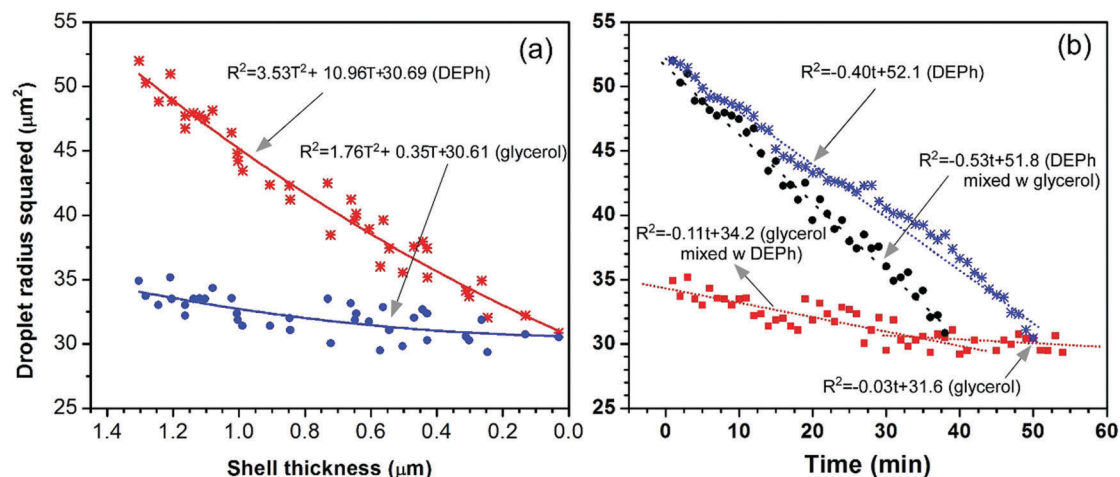 (a)
R²=3.53T²+ 10.96T+30.69 (DEPh)
R²=1.76T²+ 0.35T+30.61 (glycerol)
Droplet radius squared (μm²)
55
50
45
40
35
30
25
1.4 1.2 1.0 0.8 0.6 0.4 0.2 0.0
Shell thickness (μm)
(b)
R²=-0.40t+52.1 (DEPh)
R²=-0.53t+51.8 (DEPh
mixed w glycerol)
R²=-0.11t+34.2 (glycerol
mixed w DEPh)
R²=-0.03t+31.6 (glycerol)
55
50
45
40
35
30
25
0 10 20 30 40 50 60
Time (min)